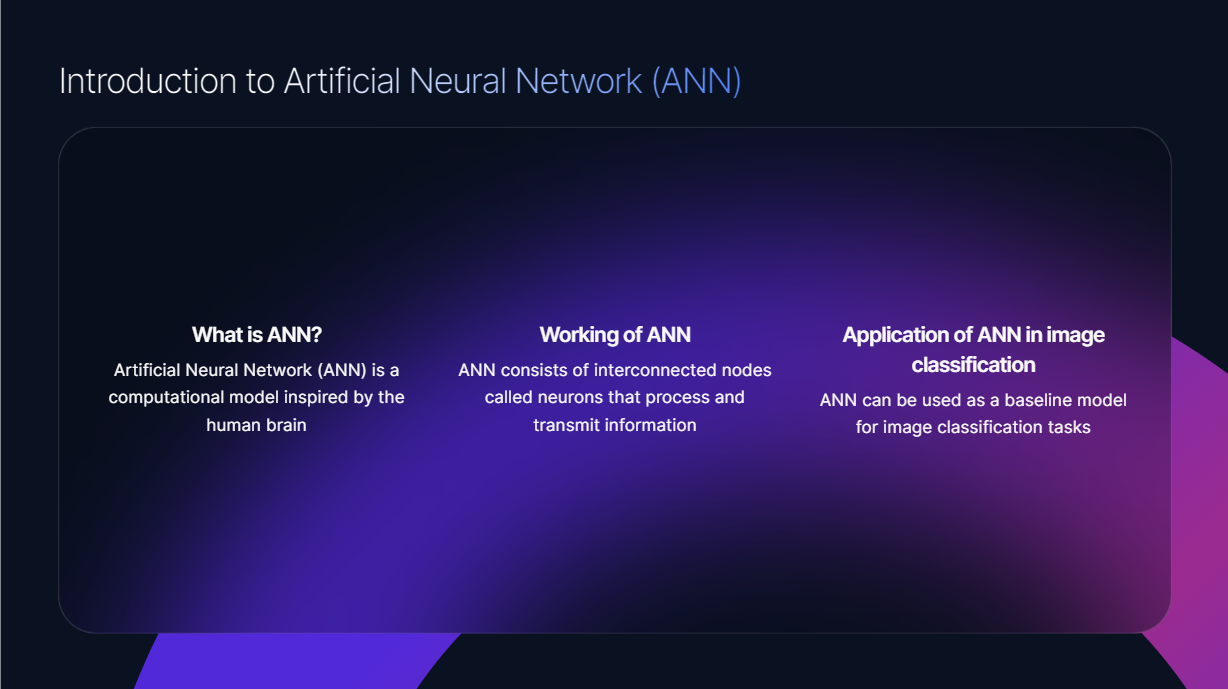 Introduction to Artificial Neural Network (ANN)
What is ANN?
Artificial Neural Network (ANN) is a
computational model inspired by the
human brain
Working of ANN
ANN consists of interconnected nodes
called neurons that process and
transmit information
Application of ANN in image
classification
ANN can be used as a baseline model
for image classification tasks